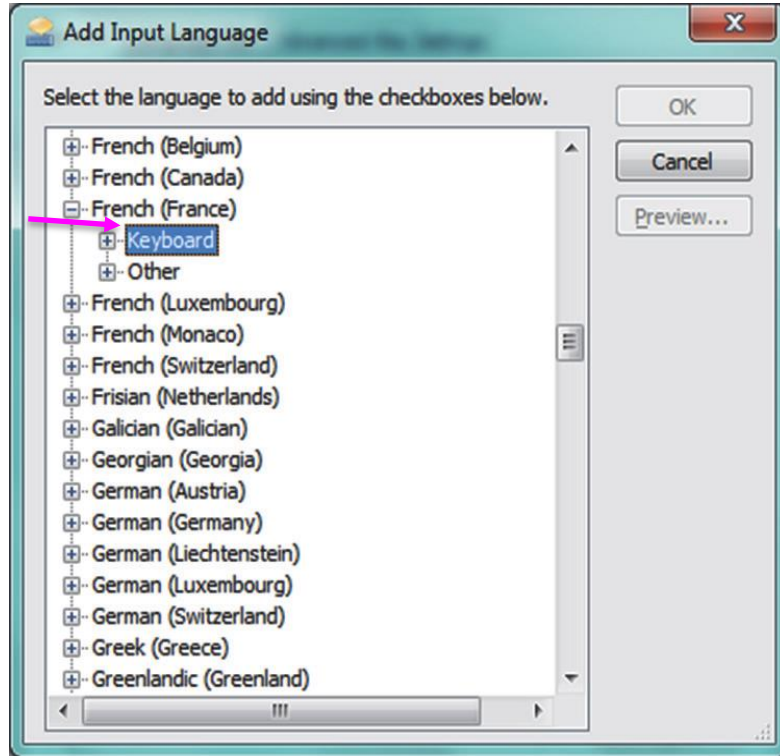 Add Input Language
Select the language to add using the checkboxes below.
OK
French (Belgium)
French (Canada)
Cancel
French (France)
Preview...
Keyboard
Other
French (Luxembourg)
French (Monaco)
French (Switzerland)
Frisian (Netherlands)
Galician (Galician)
Georgian (Georgia)
German (Austria)
German (Germany)
German (Liechtenstein)
German (Luxembourg)
German (Switzerland)
Greek (Greece)
Greenlandic (Greenland)